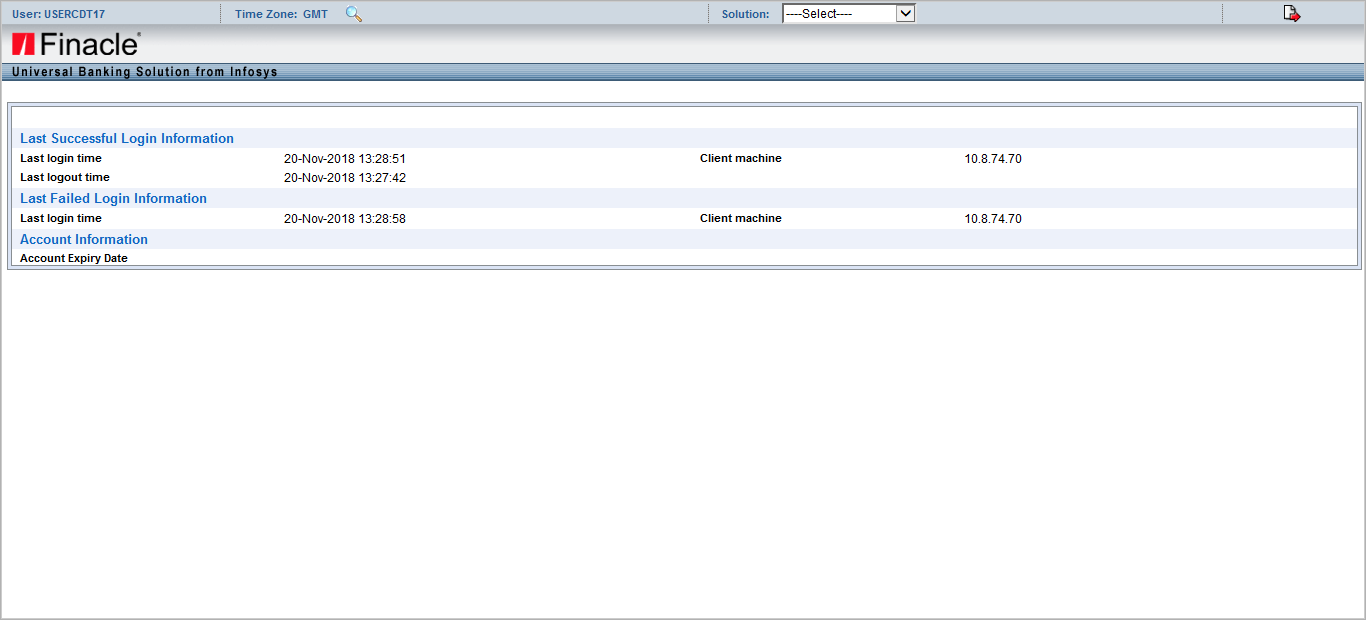 User: USERCDT17 Time Zone: GMT Solution: ----Select----
Finacle
Universal Banking Solution from Infosys
Last Successful Login Information
Last login time 20-Nov-2018 13:28:51 Client machine 10.8.74.70
Last logout time 20-Nov-2018 13:27:42
Last Failed Login Information
Last login time 20-Nov-2018 13:28:58 Client machine 10.8.74.70
Account Information
Account Expiry Date